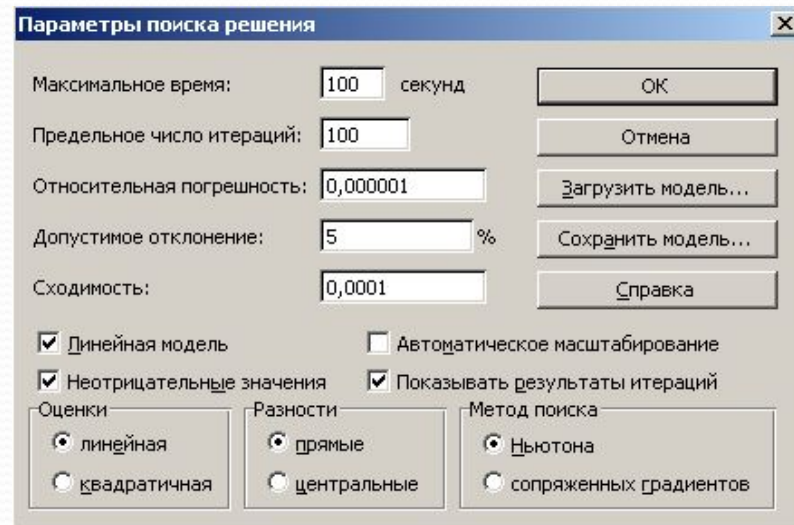 Параметры поиска решения
Максимальное время: 100 секунд OK
Предельное число итераций: 100 Отмена
Относительная погрешность: 0,000001 Загрузить модель...
Допустимое отклонение: 5 % Сохранить модель...
Сходимость: 0,0001 Справка
Линейная модель Автоматическое масштабирование
Неотрицательные значения Показывать результаты итераций
Оценки Разности Метод поиска
линейная прямые Ньютона
квадратичная центральные сопряженных градиентов